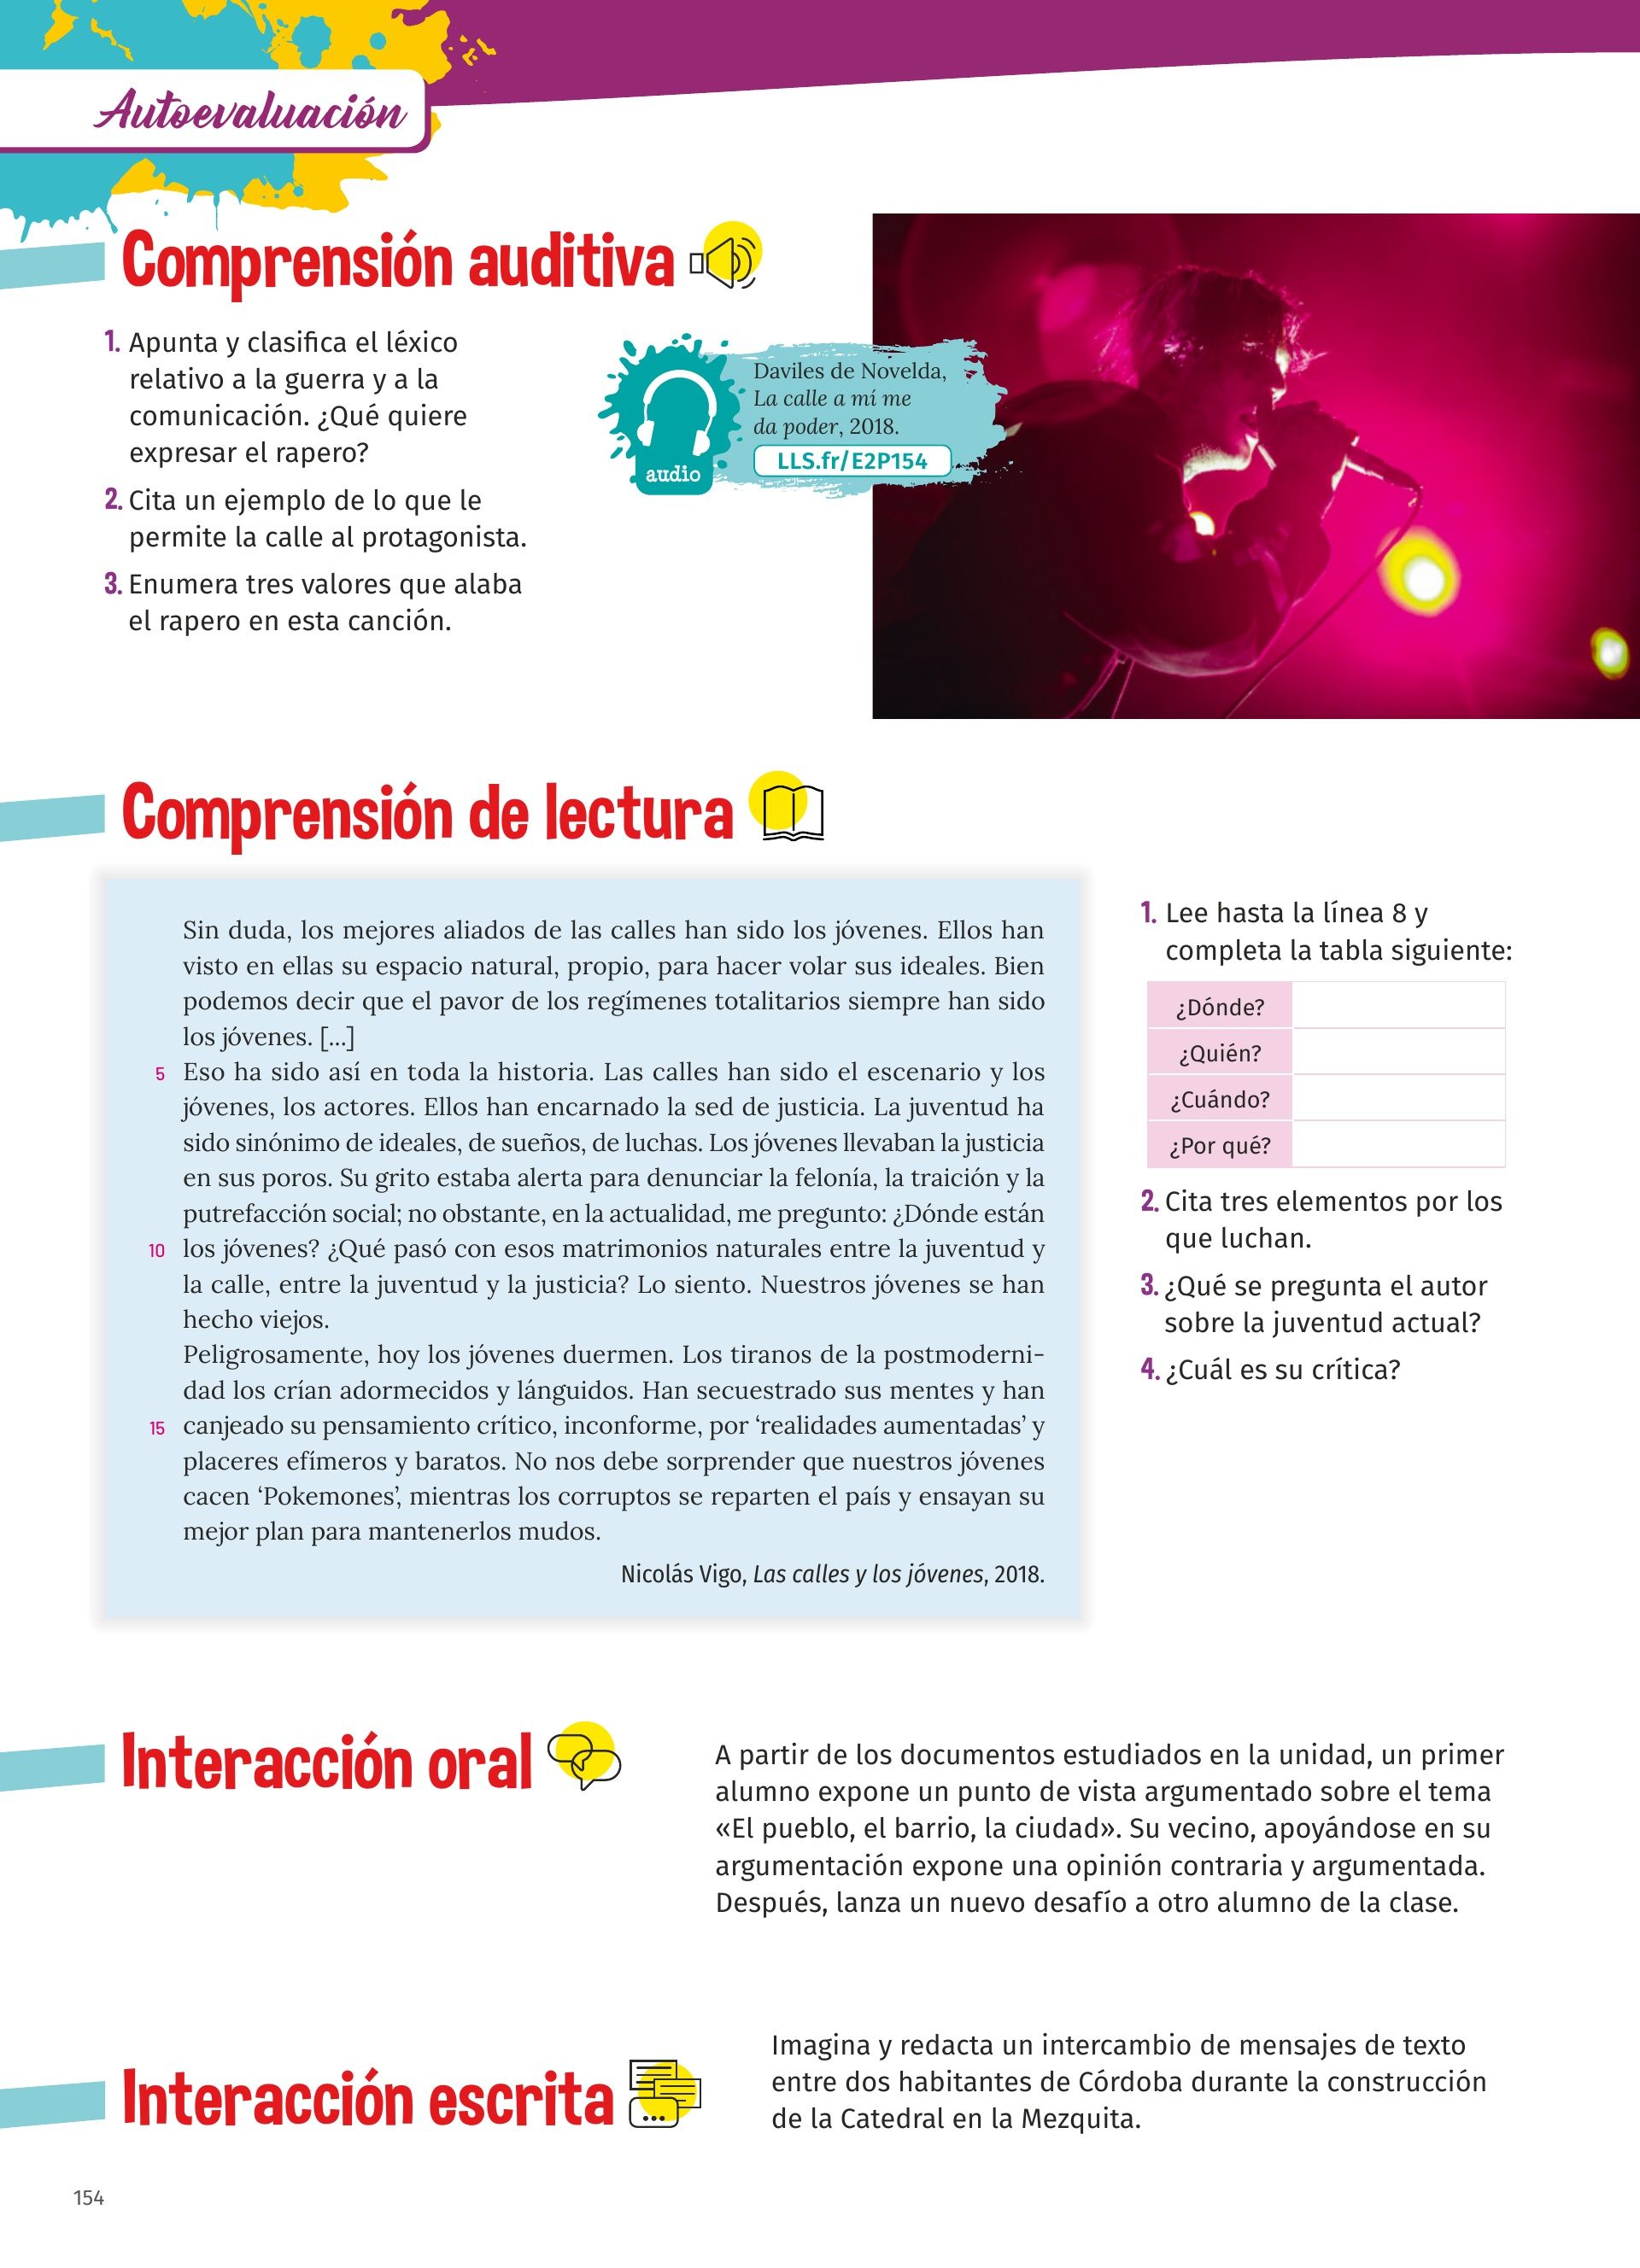 Autoevaluación
Comprensión auditiva
1. Apunta y clasifica el léxico
relativo a la guerra y a la
comunicación. ¿Qué quiere
expresar el rapero?
2. Cita un ejemplo de lo que le
permite la calle al protagonista.
3. Enumera tres valores que alaba
el rapero en esta canción.
audio
Daviles de Novelda,
La calle a mí me
da poder, 2018.
LLS.fr/E2P154
Comprensión de lectura
Sin duda, los mejores aliados de las calles han sido los jóvenes. Ellos han
visto en ellas su espacio natural, propio, para hacer volar sus ideales. Bien
podemos decir que el pavor de los regímenes totalitarios siempre han sido
los jóvenes. [...]
5 Eso ha sido así en toda la historia. Las calles han sido el escenario y los
jóvenes, los actores. Ellos han encarnado la sed de justicia. La juventud ha
sido sinónimo de ideales, de sueños, de luchas. Los jóvenes llevaban la justicia
en sus poros. Su grito estaba alerta para denunciar la felonía, la traición y la
putrefacción social; no obstante, en la actualidad, me pregunto: ¿Dónde están
10 los jóvenes? ¿Qué pasó con esos matrimonios naturales entre la juventud y
la calle, entre la juventud y la justicia? Lo siento. Nuestros jóvenes se han
hecho viejos.
Peligrosamente, hoy los jóvenes duermen. Los tiranos de la postmoderni-
dad los crían adormecidos y lánguidos. Han secuestrado sus mentes y han
15 canjeado su pensamiento crítico, inconforme, por ‘realidades aumentadas’ y
placeres efímeros y baratos. No nos debe sorprender que nuestros jóvenes
cacen ‘Pokemones’, mientras los corruptos se reparten el país y ensayan su
mejor plan para mantenerlos mudos.
Nicolás Vigo, Las calles y los jóvenes, 2018.
1. Lee hasta la línea 8 y
completa la tabla siguiente:
¿Dónde?
¿Quién?
¿Cuándo?
¿Por qué?
2. Cita tres elementos por los
que luchan.
3. ¿Qué se pregunta el autor
sobre la juventud actual?
4. ¿Cuál es su crítica?
Interacción oral
A partir de los documentos estudiados en la unidad, un primer
alumno expone un punto de vista argumentado sobre el tema
«El pueblo, el barrio, la ciudad». Su vecino, apoyándose en su
argumentación expone una opinión contraria y argumentada.
Después, lanza un nuevo desafío a otro alumno de la clase.
Interacción escrita
Imagina y redacta un intercambio de mensajes de texto
entre dos habitantes de Córdoba durante la construcción
de la Catedral en la Mezquita.
154